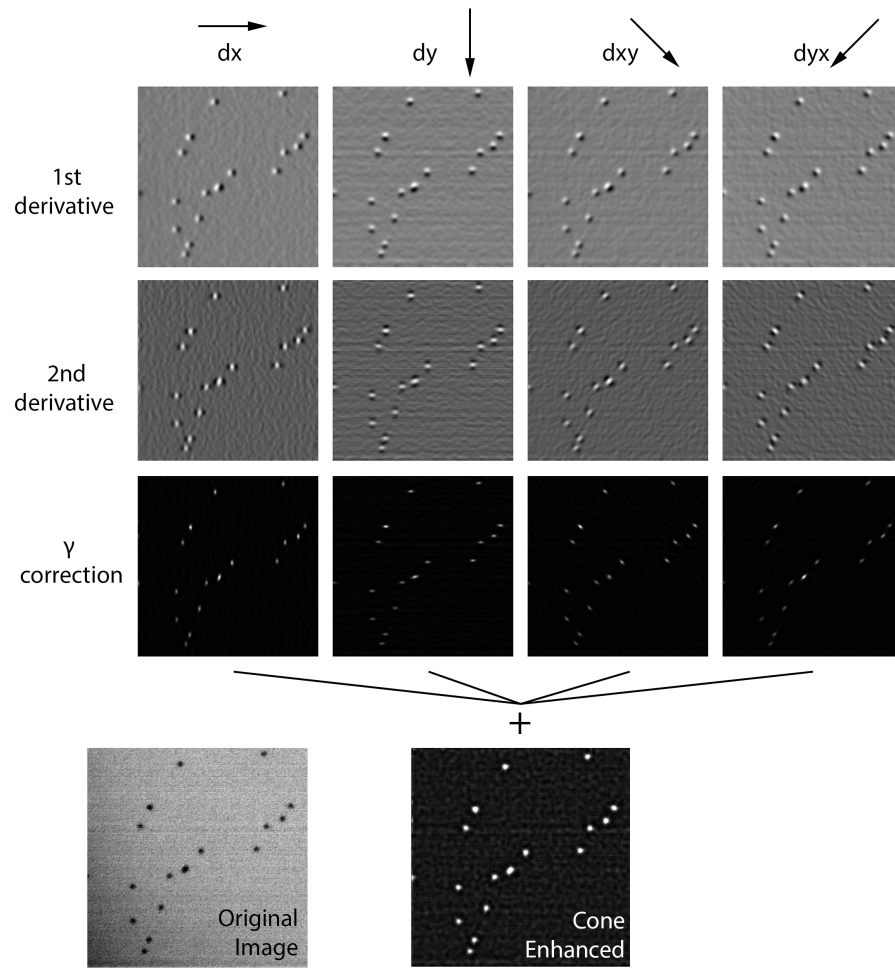 dx dy dxy dyx
1st
derivative
2nd
derivative
γ
correction
+
Original
Image
Cone
Enhanced